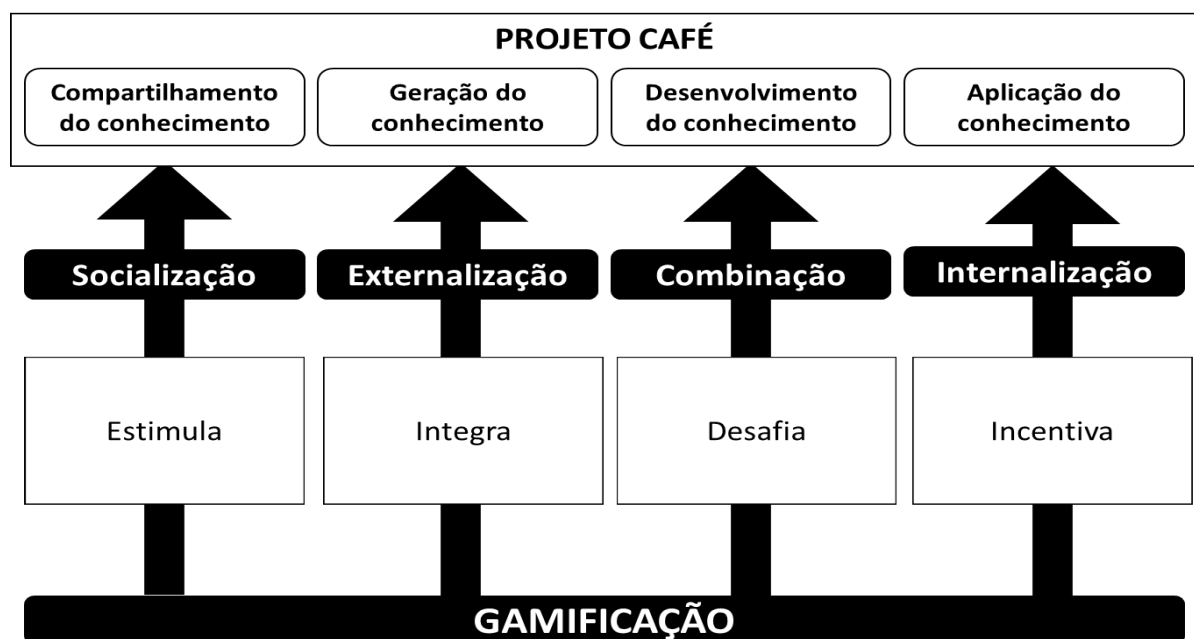 PROJETO CAFÉ
Compartilhamento
do conhecimento
Geração do
conhecimento
Desenvolvimento
do conhecimento
Aplicação do
conhecimento
Socialização
Externalização
Combinação
Internalização
Estimula
Integra
Desafia
Incentiva
GAMIFICAÇÃO